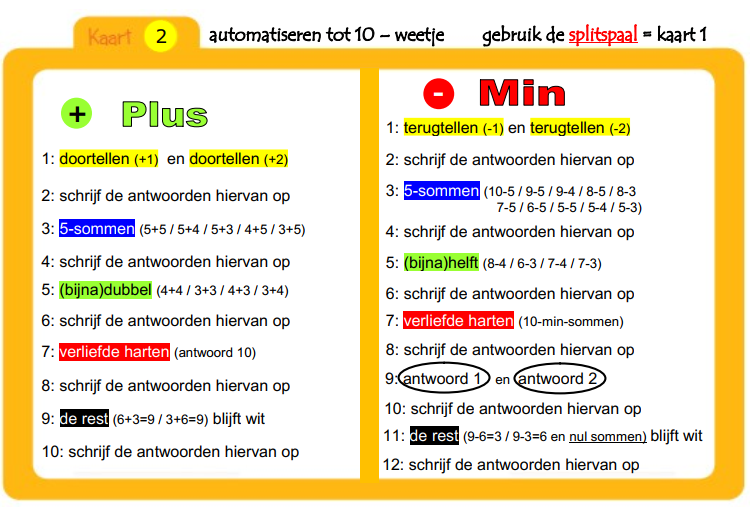 Kaart 2 automatiseren tot 10 – weetje gebruik de splitspaal = kaart 1
+ Plus
1: doortellen (+1) en doortellen (+2)
2: schrijf de antwoorden hiervan op
3: 5-sommen (5+5 / 5+4 / 5+3 / 4+5 / 3+5)
4: schrijf de antwoorden hiervan op
5: (bijna)dubbel (4+4 / 3+3 / 4+3 / 3+4)
6: schrijf de antwoorden hiervan op
7: verliefde harten (antwoord 10)
8: schrijf de antwoorden hiervan op
9: de rest (6+3=9 / 3+6=9) blijft wit
10: schrijf de antwoorden hiervan op
- Min
1: terugtellen (-1) en terugtellen (-2)
2: schrijf de antwoorden hiervan op
3: 5-sommen (10-5 / 9-5 / 9-4 / 8-5 / 8-3
7-5 / 6-5 / 5-5 / 5-4 / 5-3)
4: schrijf de antwoorden hiervan op
5: (bijna)helft (8-4 / 6-3 / 7-4 / 7-3)
6: schrijf de antwoorden hiervan op
7: verliefde harten (10-min-sommen)
8: schrijf de antwoorden hiervan op
9: antwoord 1 en antwoord 2
10: schrijf de antwoorden hiervan op
11: de rest (9-6=3 / 9-3=6 en nul sommen) blijft wit
12: schrijf de antwoorden hiervan op